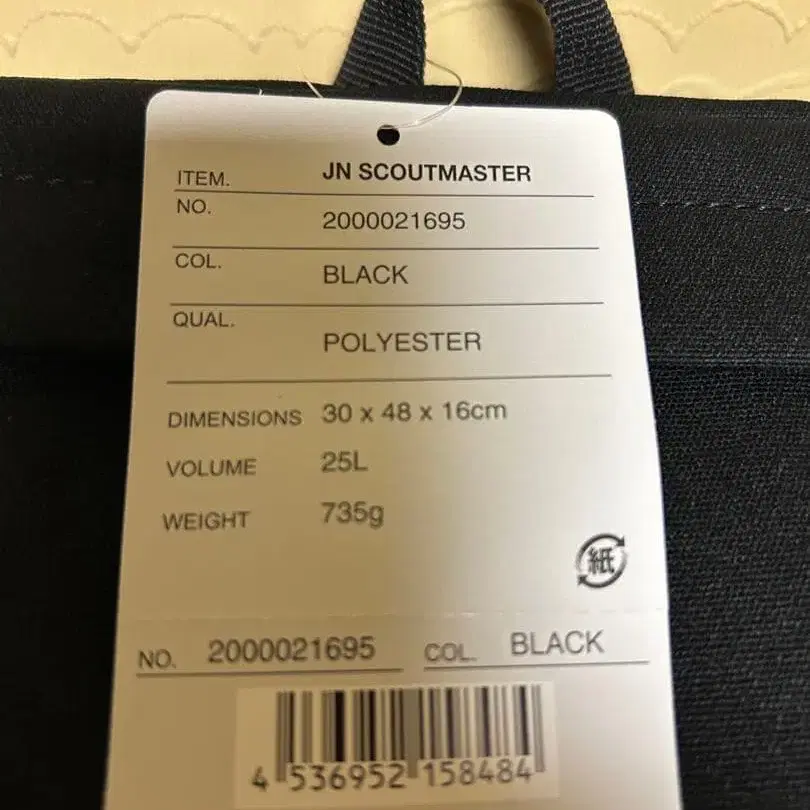 ITEM. JN SCOUTMASTER
NO. 2000021695
COL. BLACK
QUAL. POLYESTER
DIMENSIONS 30 x 48 x 16cm
VOLUME 25L
WEIGHT 735g
紙
NO. 2000021695 COL. BLACK
4 536952 158484